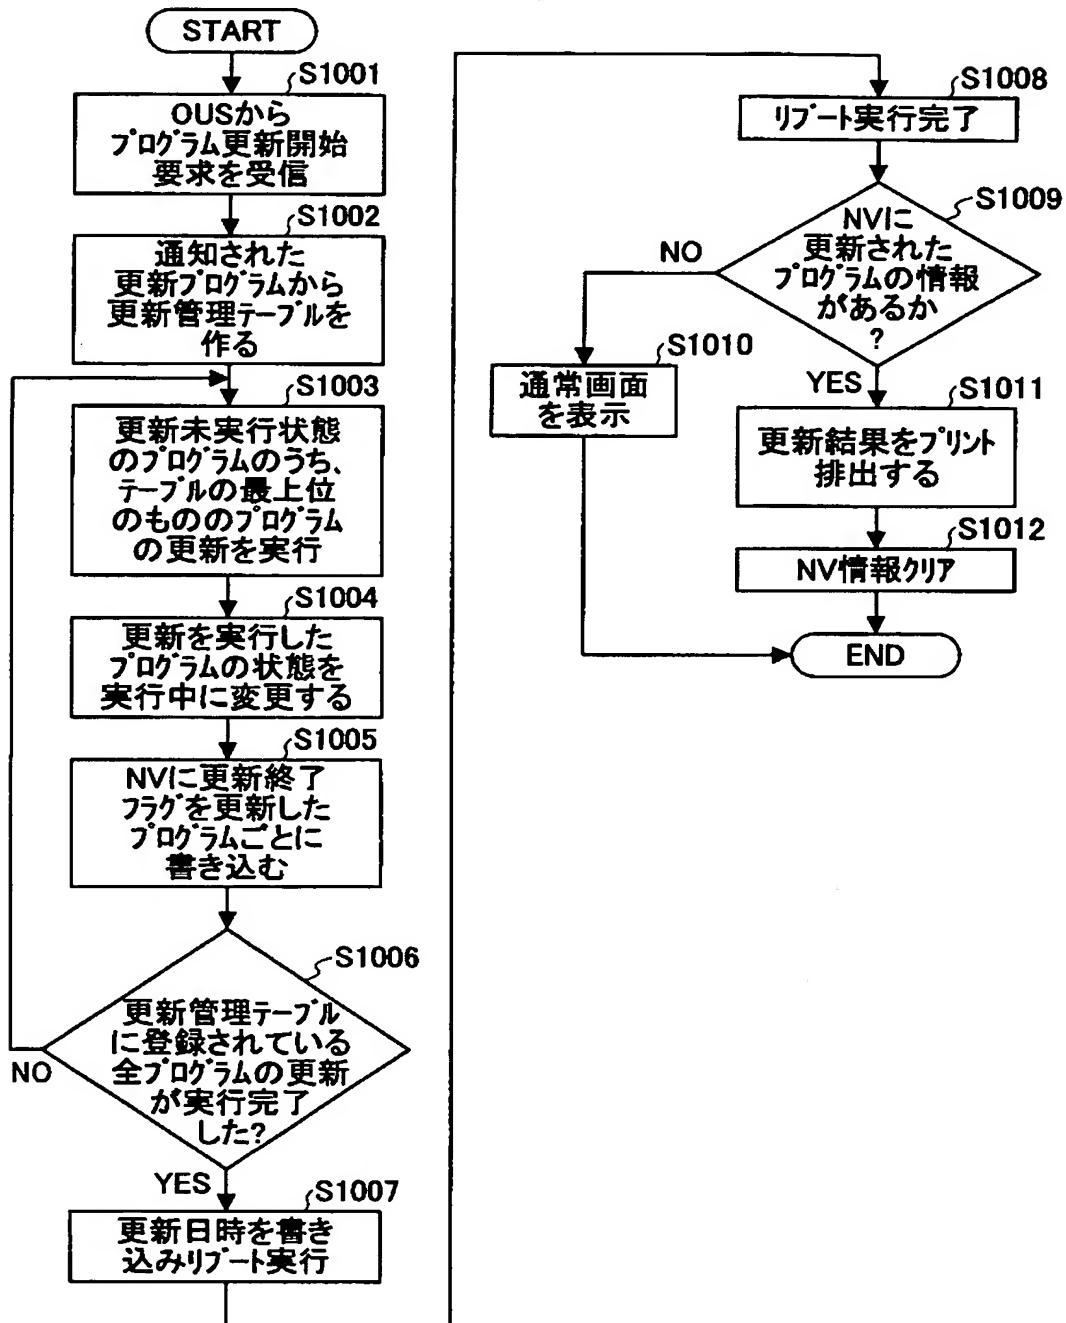 START
S1001
OUSから
プログラム更新開始
要求を受信
S1002
通知された
更新プログラムから
更新管理テーブルを
作る
S1003
更新未実行状態
のプログラムのうち、
テーブルの最上位
のもののプログラム
の更新を実行
S1004
更新を実行した
プログラムの状態を
実行中に変更する
S1005
NVに更新終了
フラグを更新した
プログラムごとに
書き込む
S1006
更新管理テーブル
に登録されている
全プログラムの更新
が実行完了
した?
NO
YES
S1007
更新日時を書き
込みリブート実行
S1008
リブート実行完了
S1009
NVに
更新された
プログラムの情報
があるか
?
NO
S1010
通常画面
を表示
YES
S1011
更新結果をプリント
排出する
S1012
NV情報クリア
END